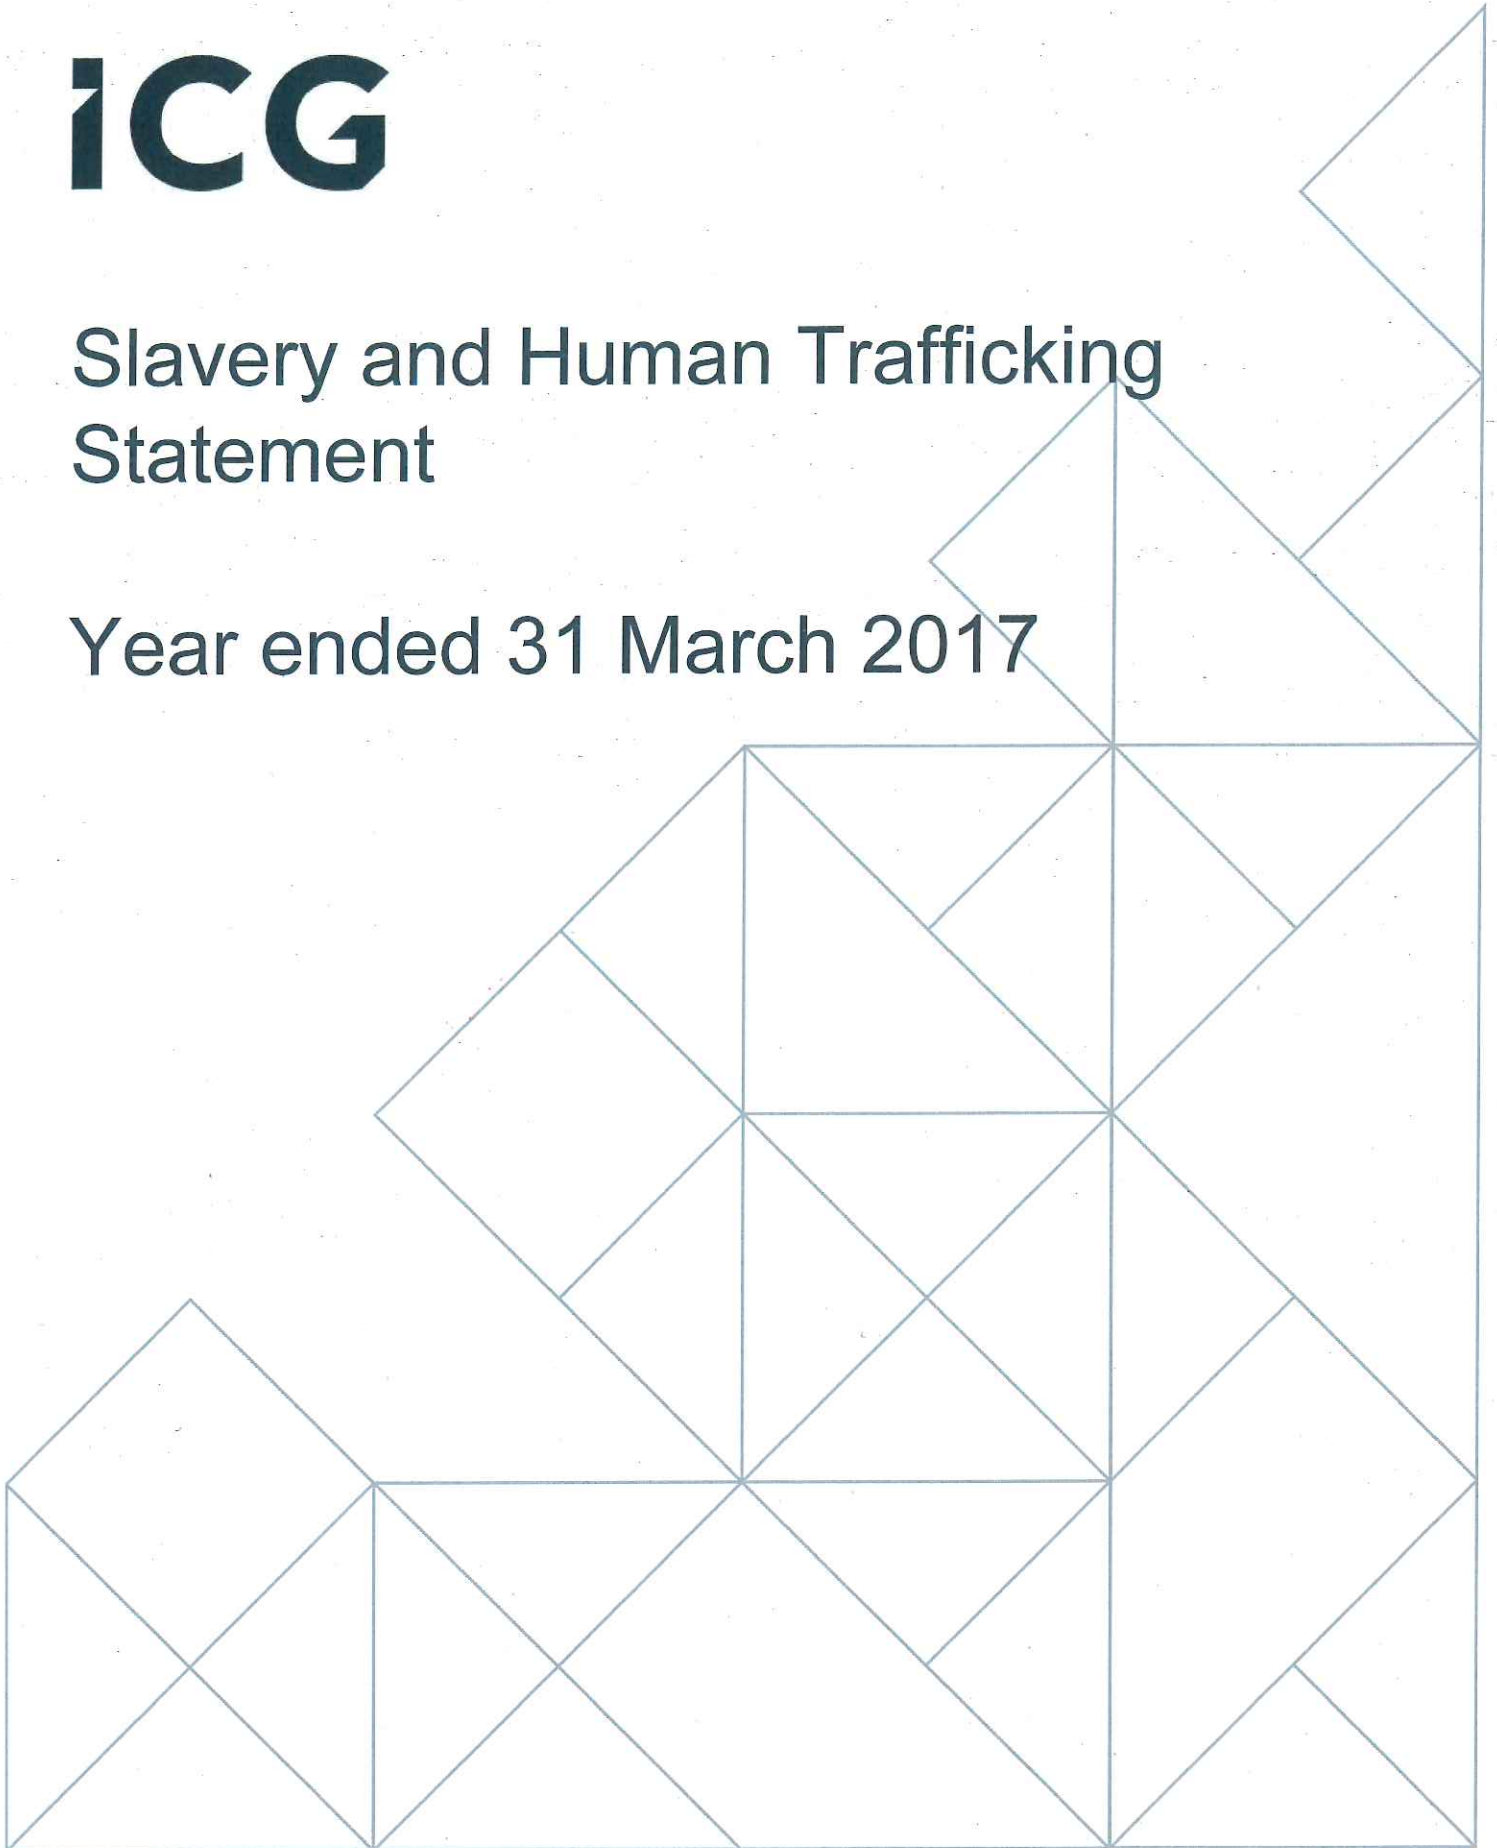 iCG
Slavery and Human Trafficking
Statement
Year ended 31 March 2017